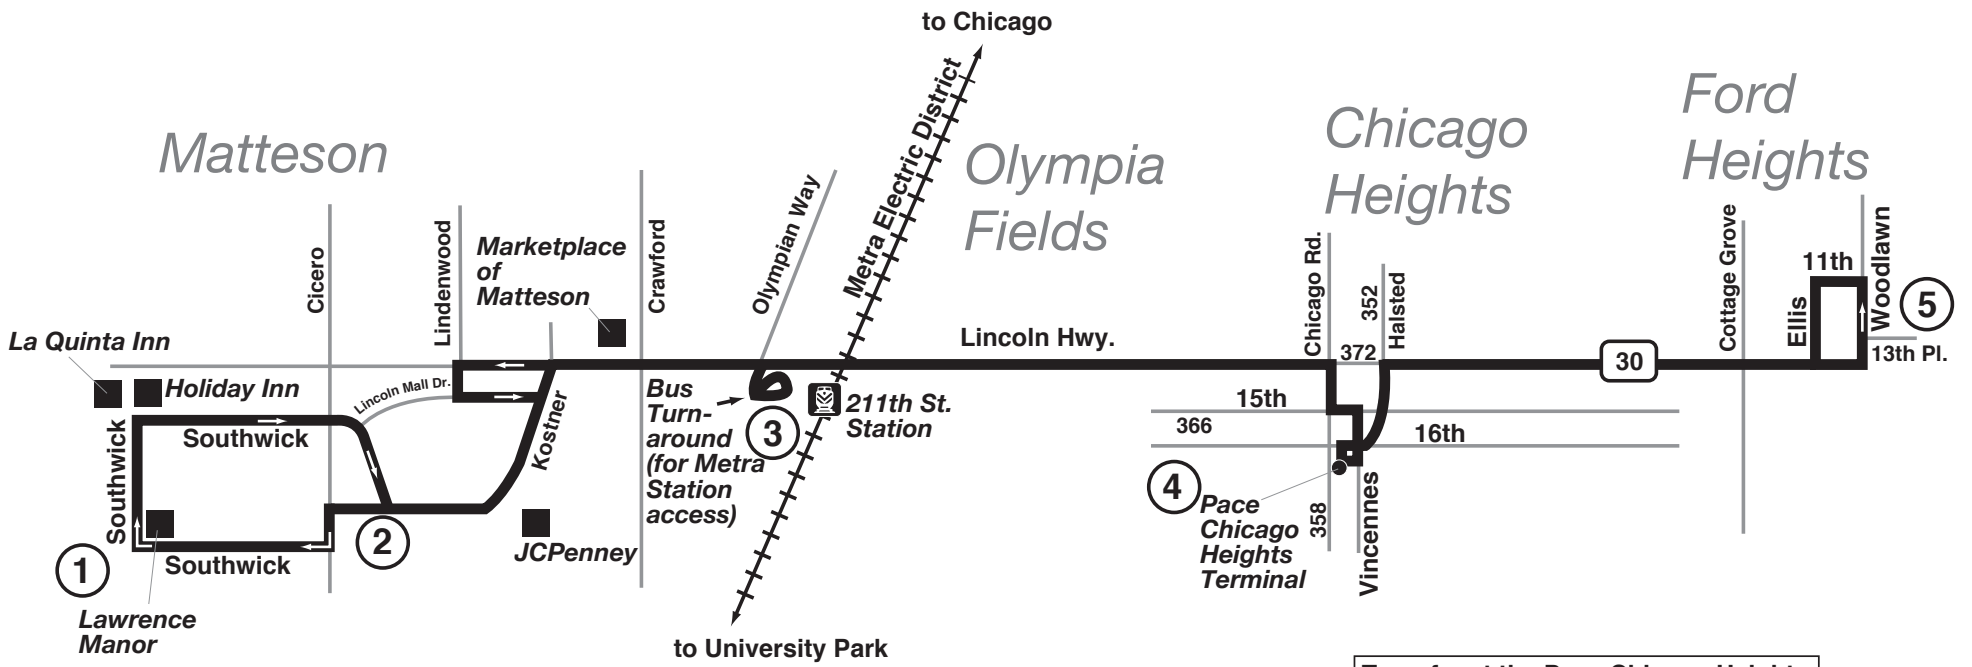 to Chicago
Metra Electric District
Ford
Heights
Chicago
Heights
Matteson
Olympia
Fields
Cicero
Lindenwood
Marketplace
of
Matteson
Crawford
Olympian Way
Chicago Rd.
352
Halsted
Cottage Grove
11th
Woodlawn
Ellis
5
13th Pl.
La Quinta Inn
Holiday Inn
Lincoln Mall Dr.
Lincoln Hwy.
372
30
Southwick
Southwick
Kostner
Bus
Turn-
around
(for Metra
Station
access)
3
211th St.
Station
15th
366
16th
4
Pace
Chicago
Heights
Terminal
358
Vincennes
1
Southwick
2
JCPenney
Lawrence
Manor
to University Park